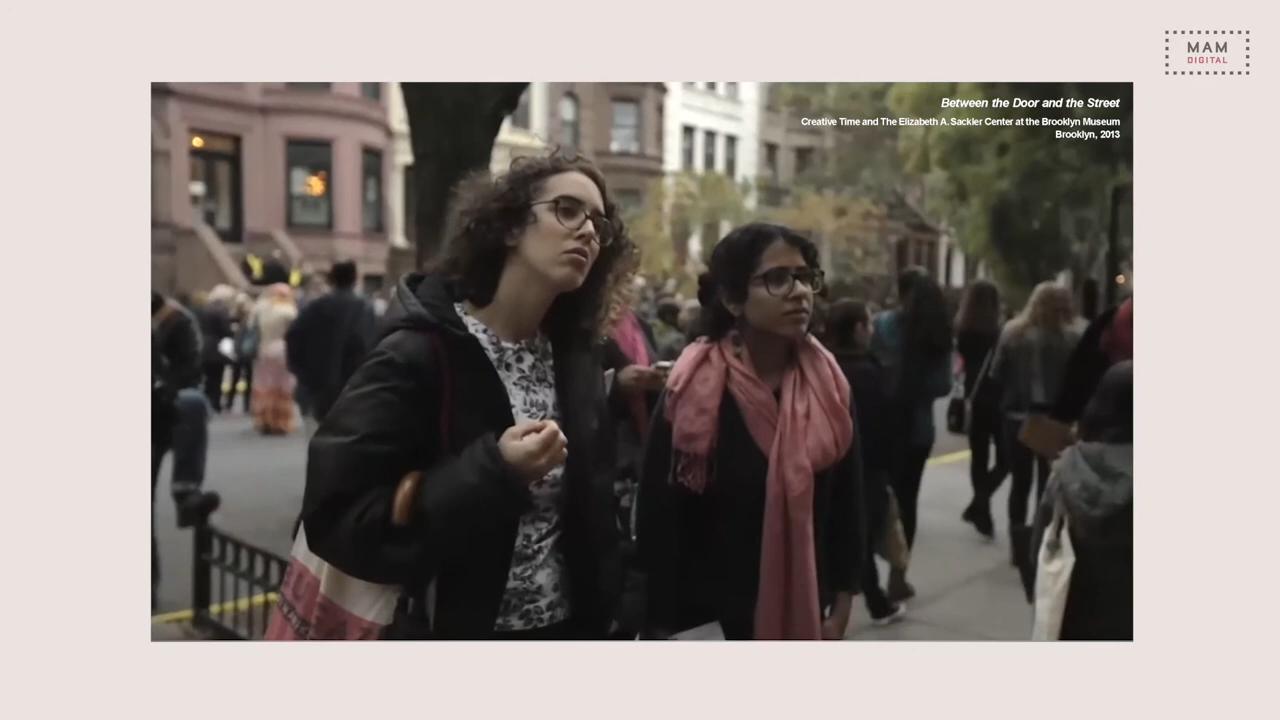 MAM
DIGITAL
Between the Door and the Street
Creative Time and The Elizabeth A. Sackler Center at the Brooklyn Museum
Brooklyn, 2013